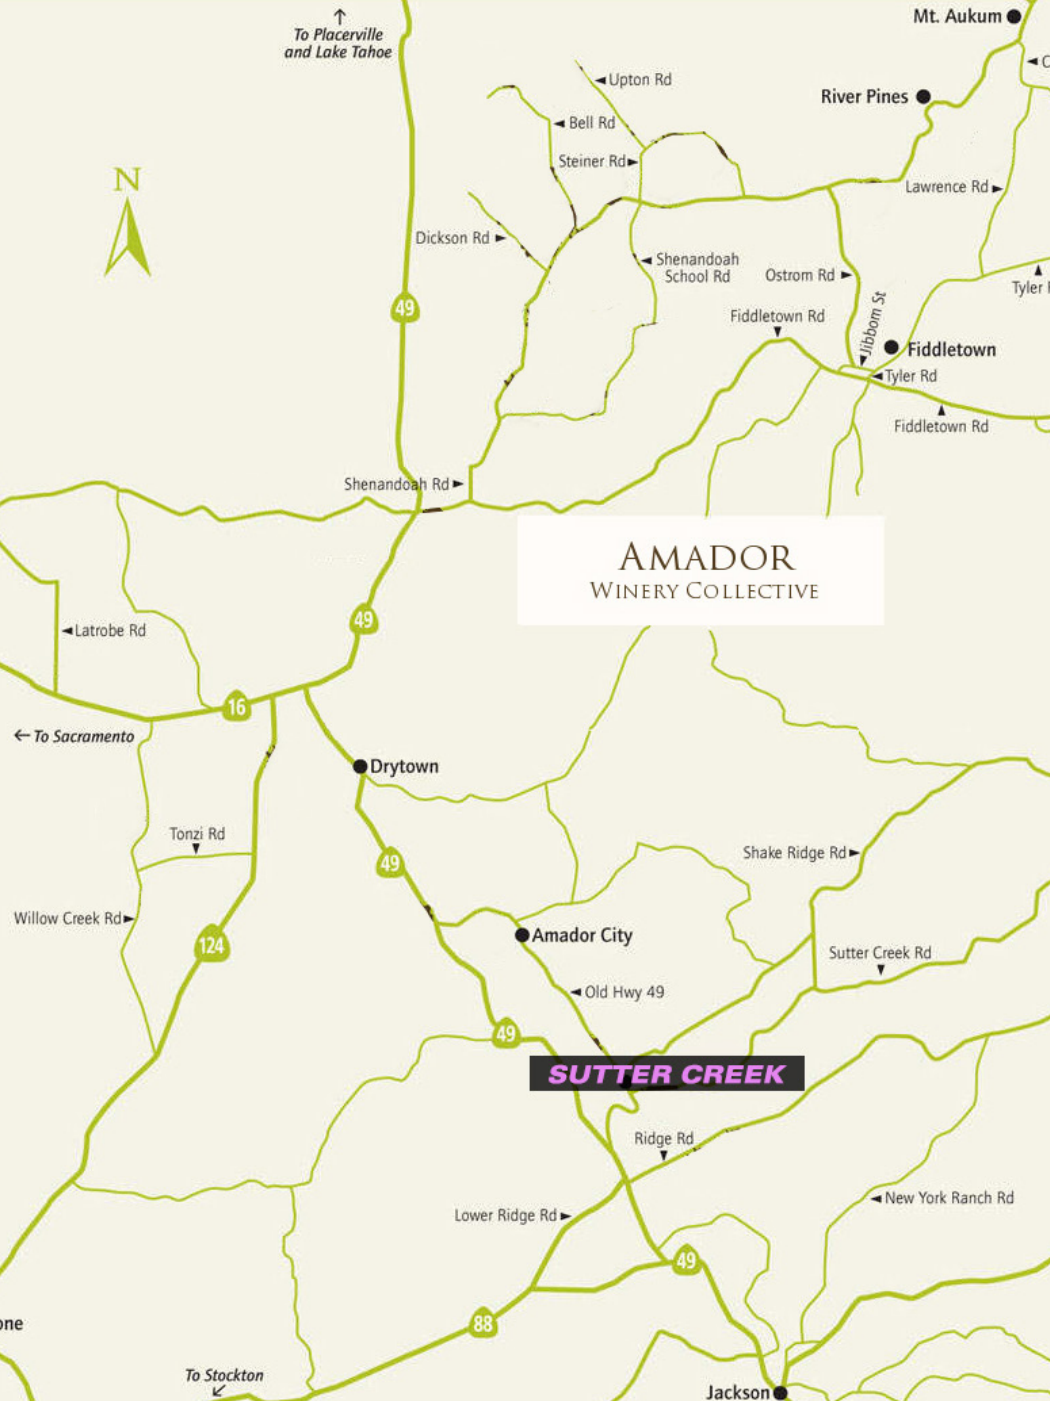 Mt. Aukum
To Placerville
and Lake Tahoe
Upton Rd
River Pines
Bell Rd
Steiner Rd
N
Lawrence Rd
Dickson Rd
Shenandoah
School Rd
Ostrom Rd
Tyler
49
Jibbom St
Fiddletown Rd
Fiddletown
Tyler Rd
Fiddletown Rd
Shenandoah Rd
AMADOR
WINERY COLLECTIVE
49
Latrobe Rd
16
To Sacramento
Drytown
Tonzi Rd
49
Shake Ridge Rd
Willow Creek Rd
124
Amador City
Sutter Creek Rd
Old Hwy 49
49
SUTTER CREEK
Ridge Rd
New York Ranch Rd
Lower Ridge Rd
49
88
one
To Stockton
Jackson